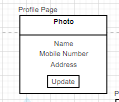 Profile Page
Photo
Name
Mobile Number
Address
Update